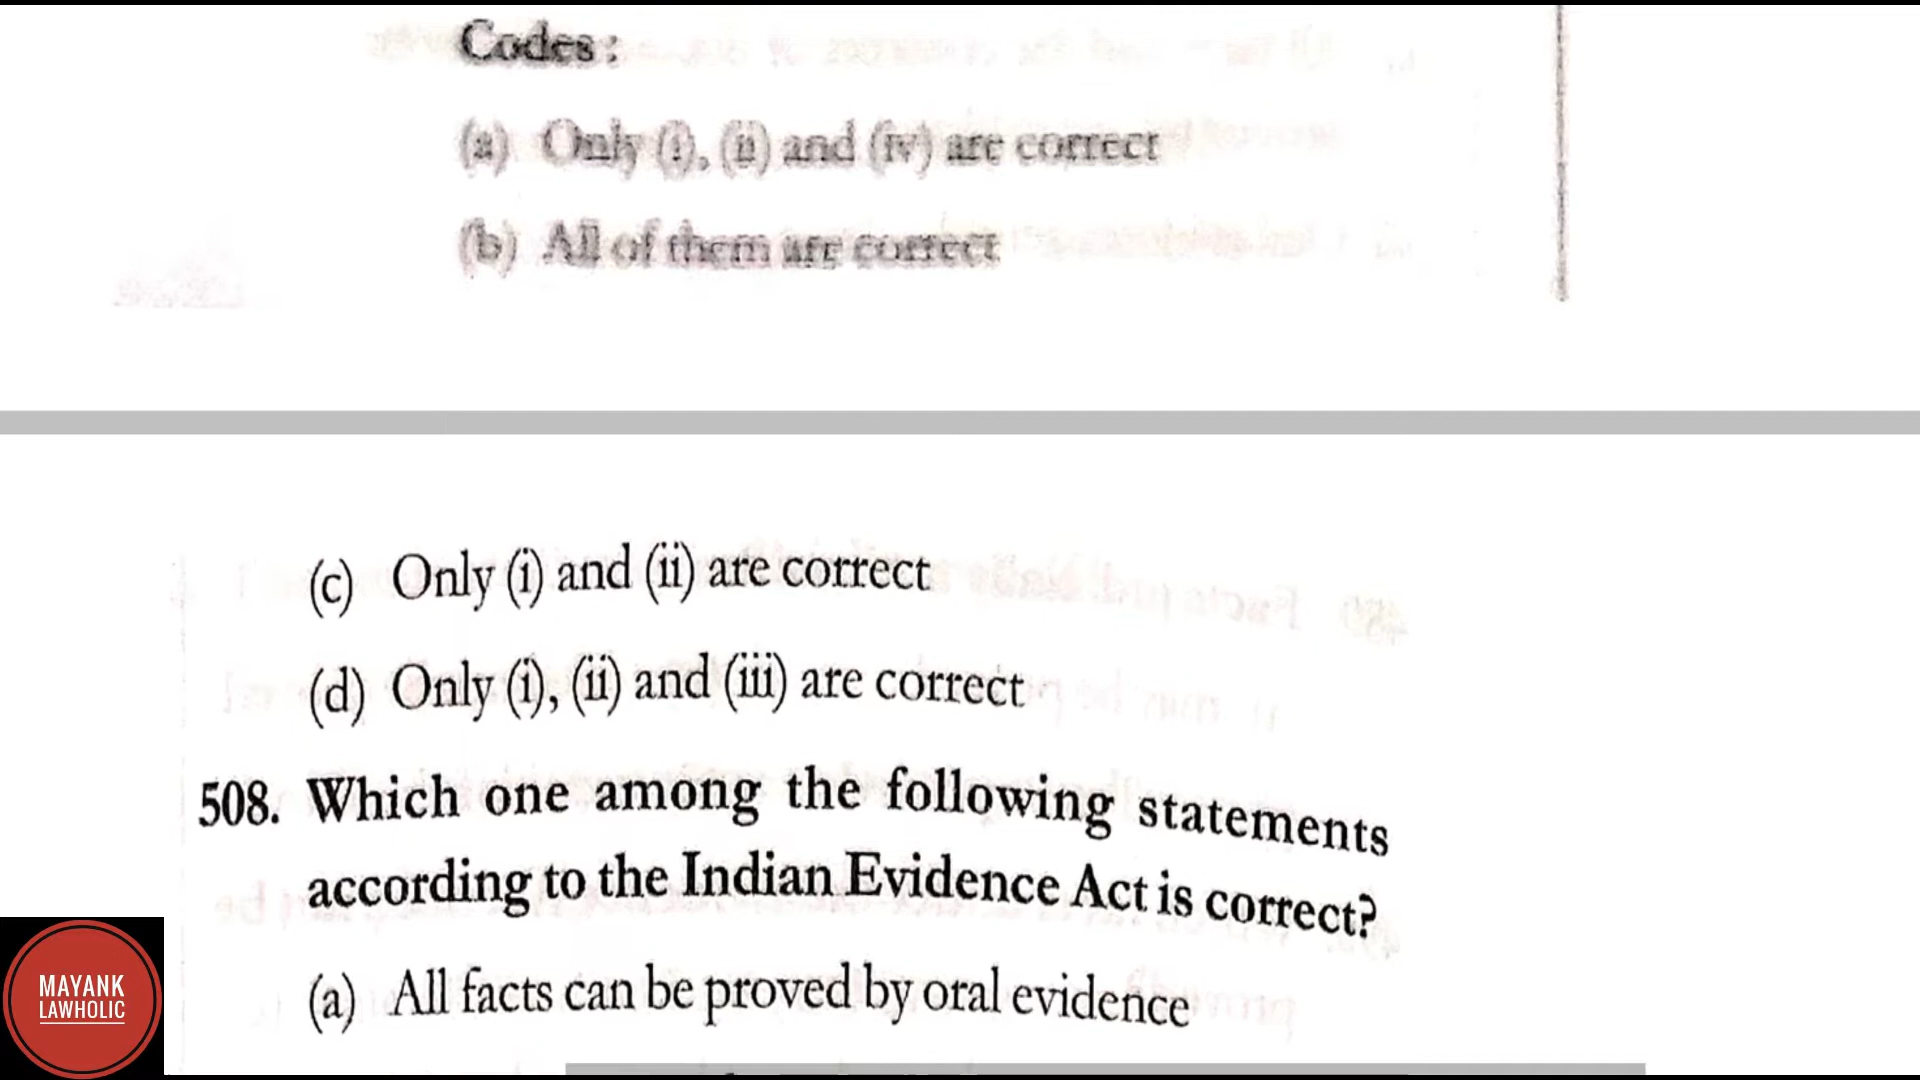 Codes :
(a) Only (i), (ii) and (iv) are correct
(b) All of them are correct
(c) Only (i) and (ii) are correct
(d) Only (i), (ii) and (iii) are correct
508. Which one among the following statements
according to the Indian Evidence Act is correct?
(a) All facts can be proved by oral evidence
MAYANK
LAWHOLIC